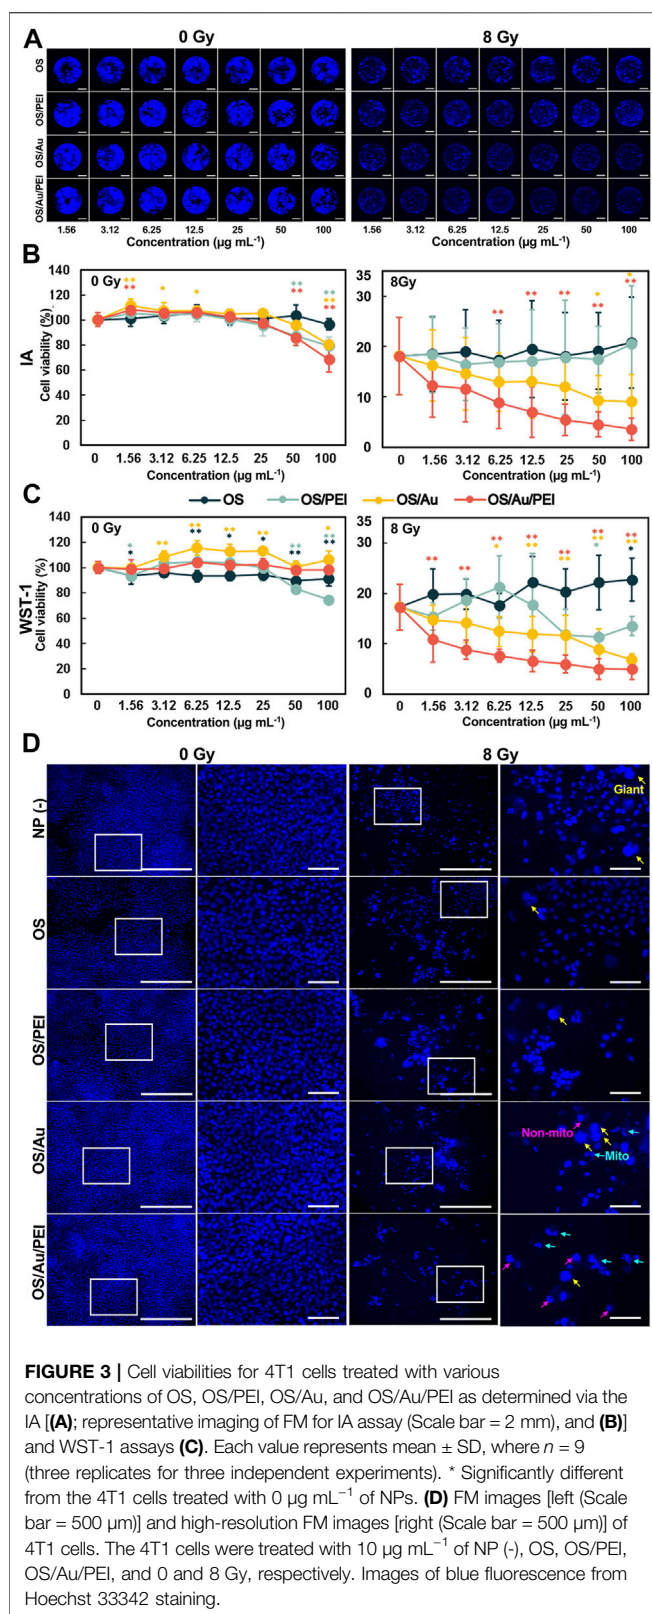 A
0 Gy
8 Gy
OS
OS/PEI
OS/Au
OS/Au/PEI
1.56 3.12 6.25 12.5 25 50 100
1.56 3.12 6.25 12.5 25 50 100
Concentration (µg mL⁻¹)
Concentration (µg mL⁻¹)
B
IA
Cell viability (%)
140
120
100
80
60
40
20
0
0 Gy
** ** * * ** ** ** ** **
0 1.56 3.12 6.25 12.5 25 50 100
Concentration (µg mL⁻¹)
35
30
20
10
0
8Gy
** ** ** * ** * **
0 1.56 3.12 6.25 12.5 25 50 100
Concentration (µg mL⁻¹)
C
OS OS/PEI OS/Au OS/Au/PEI
WST-1
Cell viability (%)
140
120
100
80
60
40
20
0
0 Gy
* * ** ** ** ** * * * ** ** * ** **
0 1.56 3.12 6.25 12.5 25 50 100
Concentration (µg mL⁻¹)
35
30
20
10
0
8 Gy
** ** ** * ** ** ** ** ** ** * ** ** *
0 1.56 3.12 6.25 12.5 25 50 100
Concentration (µg mL⁻¹)
D
0 Gy
8 Gy
NP (-)
Giant
OS
OS/PEI
OS/Au
Non-mito
Mito
OS/Au/PEI
FIGURE 3 | Cell viabilities for 4T1 cells treated with various
concentrations of OS, OS/PEI, OS/Au, and OS/Au/PEI as determined via the
IA [(A); representative imaging of FM for IA assay (Scale bar = 2 mm), and (B)]
and WST-1 assays (C). Each value represents mean ± SD, where n = 9
(three replicates for three independent experiments). * Significantly different
from the 4T1 cells treated with 0 µg mL⁻¹ of NPs. (D) FM images [left (Scale
bar = 500 µm)] and high-resolution FM images [right (Scale bar = 500 µm)] of
4T1 cells. The 4T1 cells were treated with 10 µg mL⁻¹ of NP (-), OS, OS/PEI,
OS/Au/PEI, and 0 and 8 Gy, respectively. Images of blue fluorescence from
Hoechst 33342 staining.